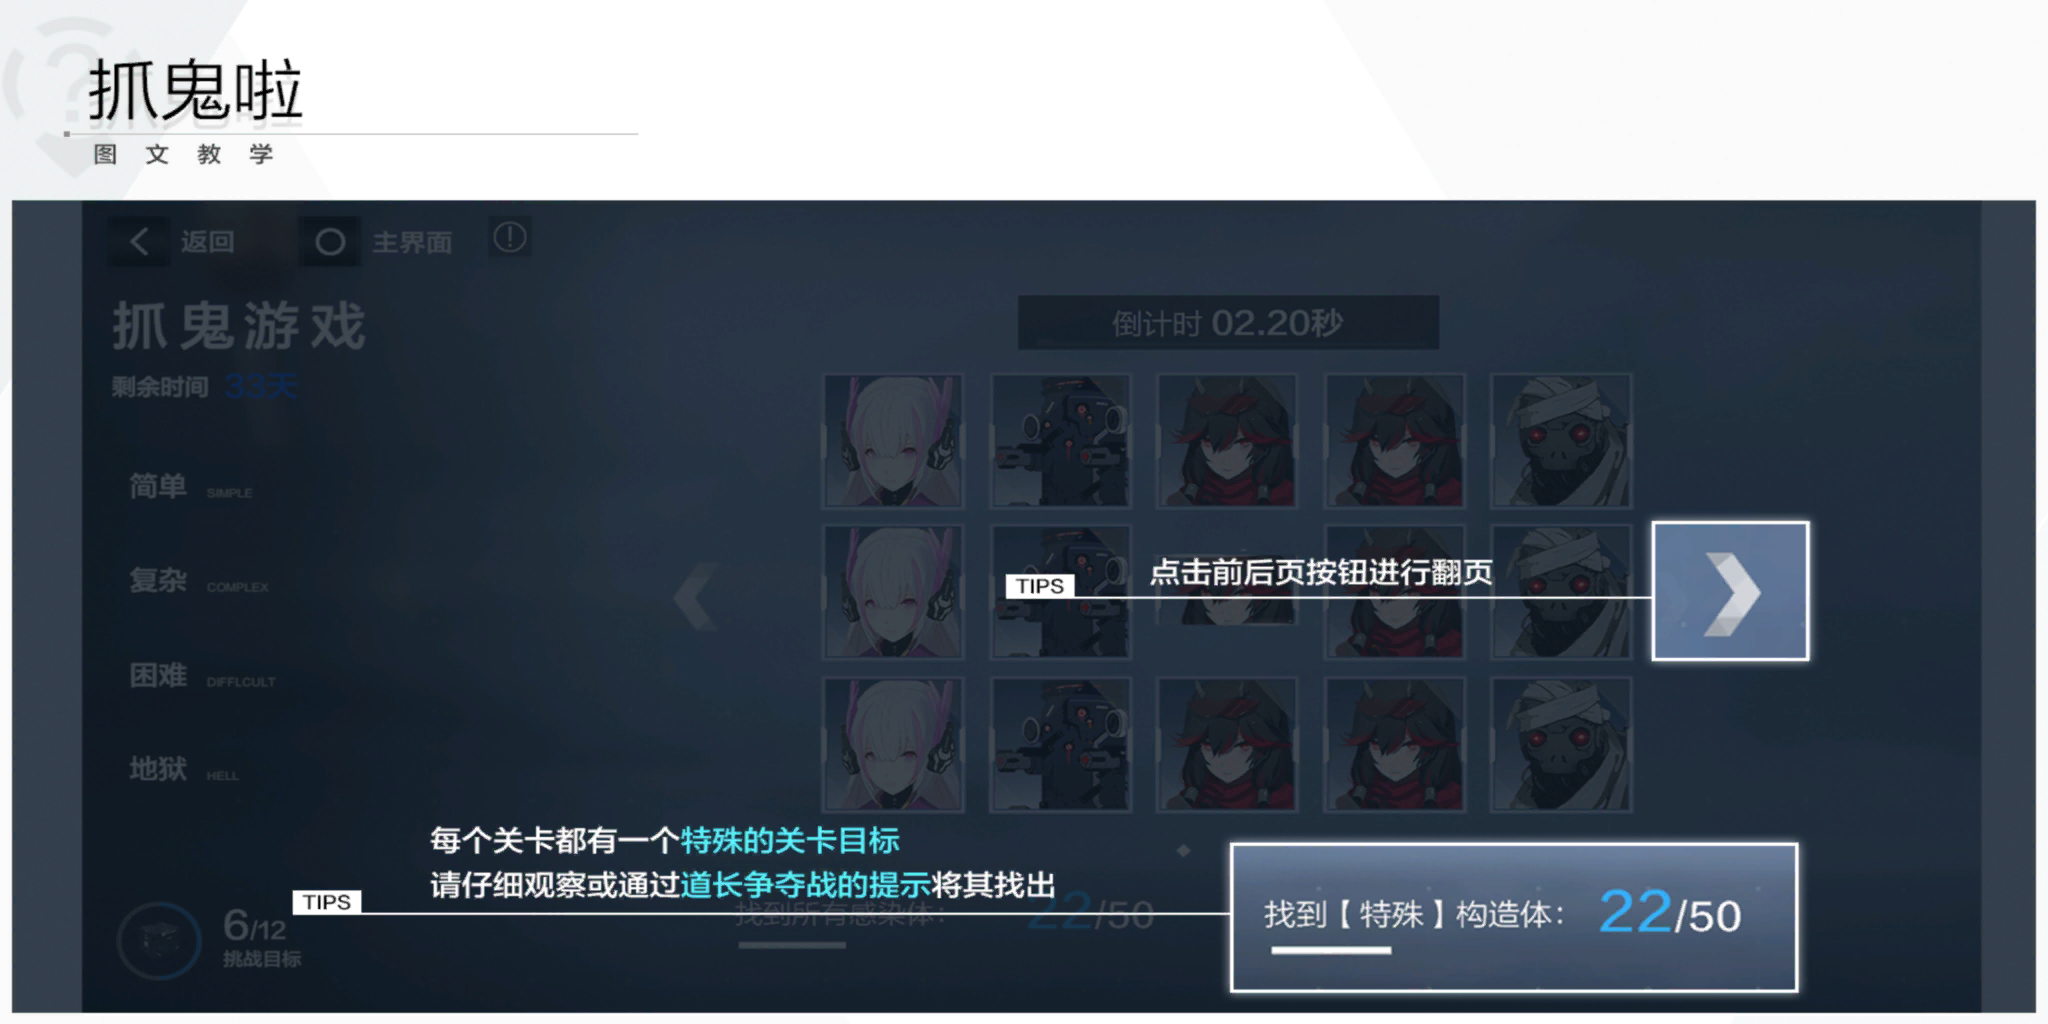 抓鬼啦
图文教学
返回
主界面
抓鬼游戏
剩余时间 33天
倒计时 02.20秒
简单 SIMPLE
复杂 COMPLEX
TIPS
点击前后页按钮进行翻页
困难 DIFFLCULT
地狱 HELL
每个关卡都有一个特殊的关卡目标
请仔细观察或通过道长争夺战的提示将其找出
TIPS
6/12
挑战目标
找到所有感染体： 22/50
找到【特殊】构造体： 22/50